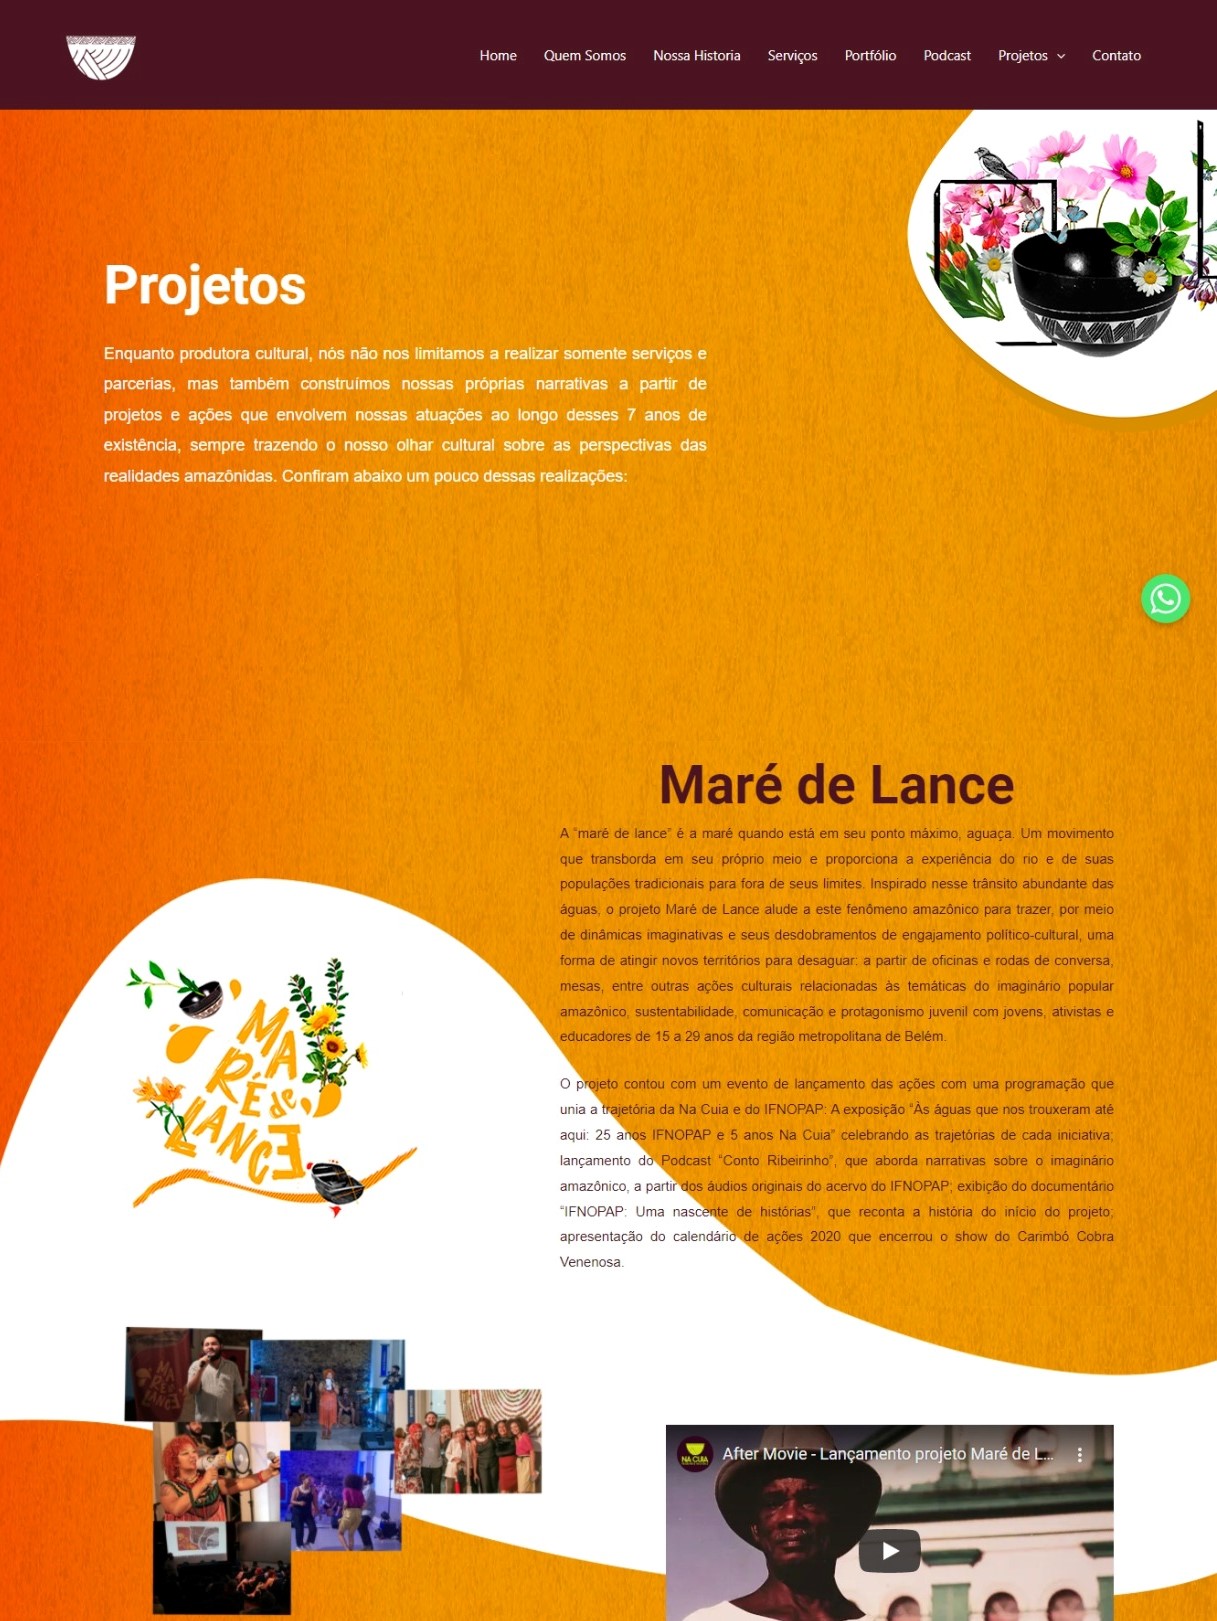 Home Quem Somos Nossa Historia Serviços Portfólio Podcast Projetos Contato
Projetos
Enquanto produtora cultural, nós não nos limitamos a realizar somente serviços e
parcerias, mas também construímos nossas próprias narrativas a partir de
projetos e ações que envolvem nossas atuações ao longo desses 7 anos de
existência, sempre trazendo o nosso olhar cultural sobre as perspectivas das
realidades amazônidas. Confiram abaixo um pouco dessas realizações:
Maré de Lance
A “maré de lance” é a maré quando está em seu ponto máximo, aguaça. Um movimento
que transborda em seu próprio meio e proporciona a experiência do rio e de suas
populações tradicionais para fora de seus limites. Inspirado nesse trânsito abundante das
águas, o projeto Maré de Lance alude a este fenômeno amazônico para trazer, por meio
de dinâmicas imaginativas e seus desdobramentos de engajamento político-cultural, uma
forma de atingir novos territórios para desaguar: a partir de oficinas e rodas de conversa,
mesas, entre outras ações culturais relacionadas às temáticas do imaginário popular
amazônico, sustentabilidade, comunicação e protagonismo juvenil com jovens, ativistas e
educadores de 15 a 29 anos da região metropolitana de Belém.
O projeto contou com um evento de lançamento das ações com uma programação que
unia a trajetória da Na Cuia e do IFNOPAP: A exposição “Às águas que nos trouxeram até
aqui: 25 anos IFNOPAP e 5 anos Na Cuia” celebrando as trajetórias de cada iniciativa;
lançamento do Podcast “Conto Ribeirinho”, que aborda narrativas sobre o imaginário
amazônico, a partir dos áudios originais do acervo do IFNOPAP; exibição do documentário
“IFNOPAP: Uma nascente de histórias”, que reconta a história do início do projeto;
apresentação do calendário de ações 2020 que encerrou o show do Carimbó Cobra
Venenosa.
MA
RÉ de
LANCE
MA
RÉ de
LANCE
NA CUIA
After Movie - Lançamento projeto Maré de L...